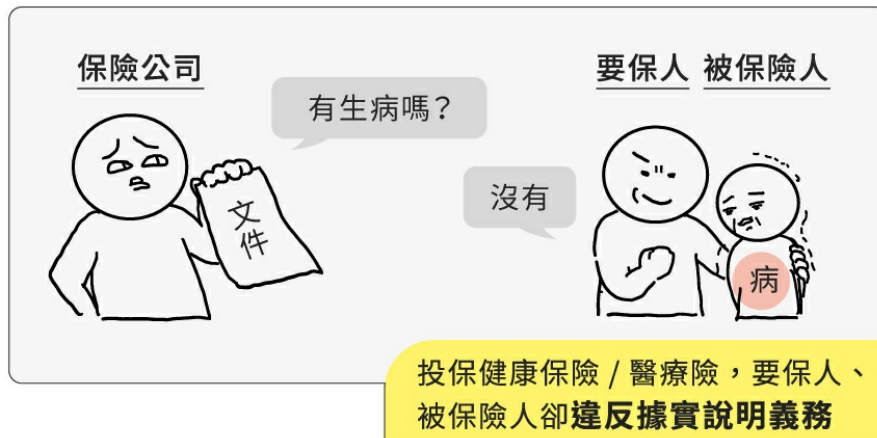 保險公司
有生病嗎？
文件
要保人 被保險人
沒有
病
投保健康保險 / 醫療險，要保人、
被保險人卻違反據實說明義務